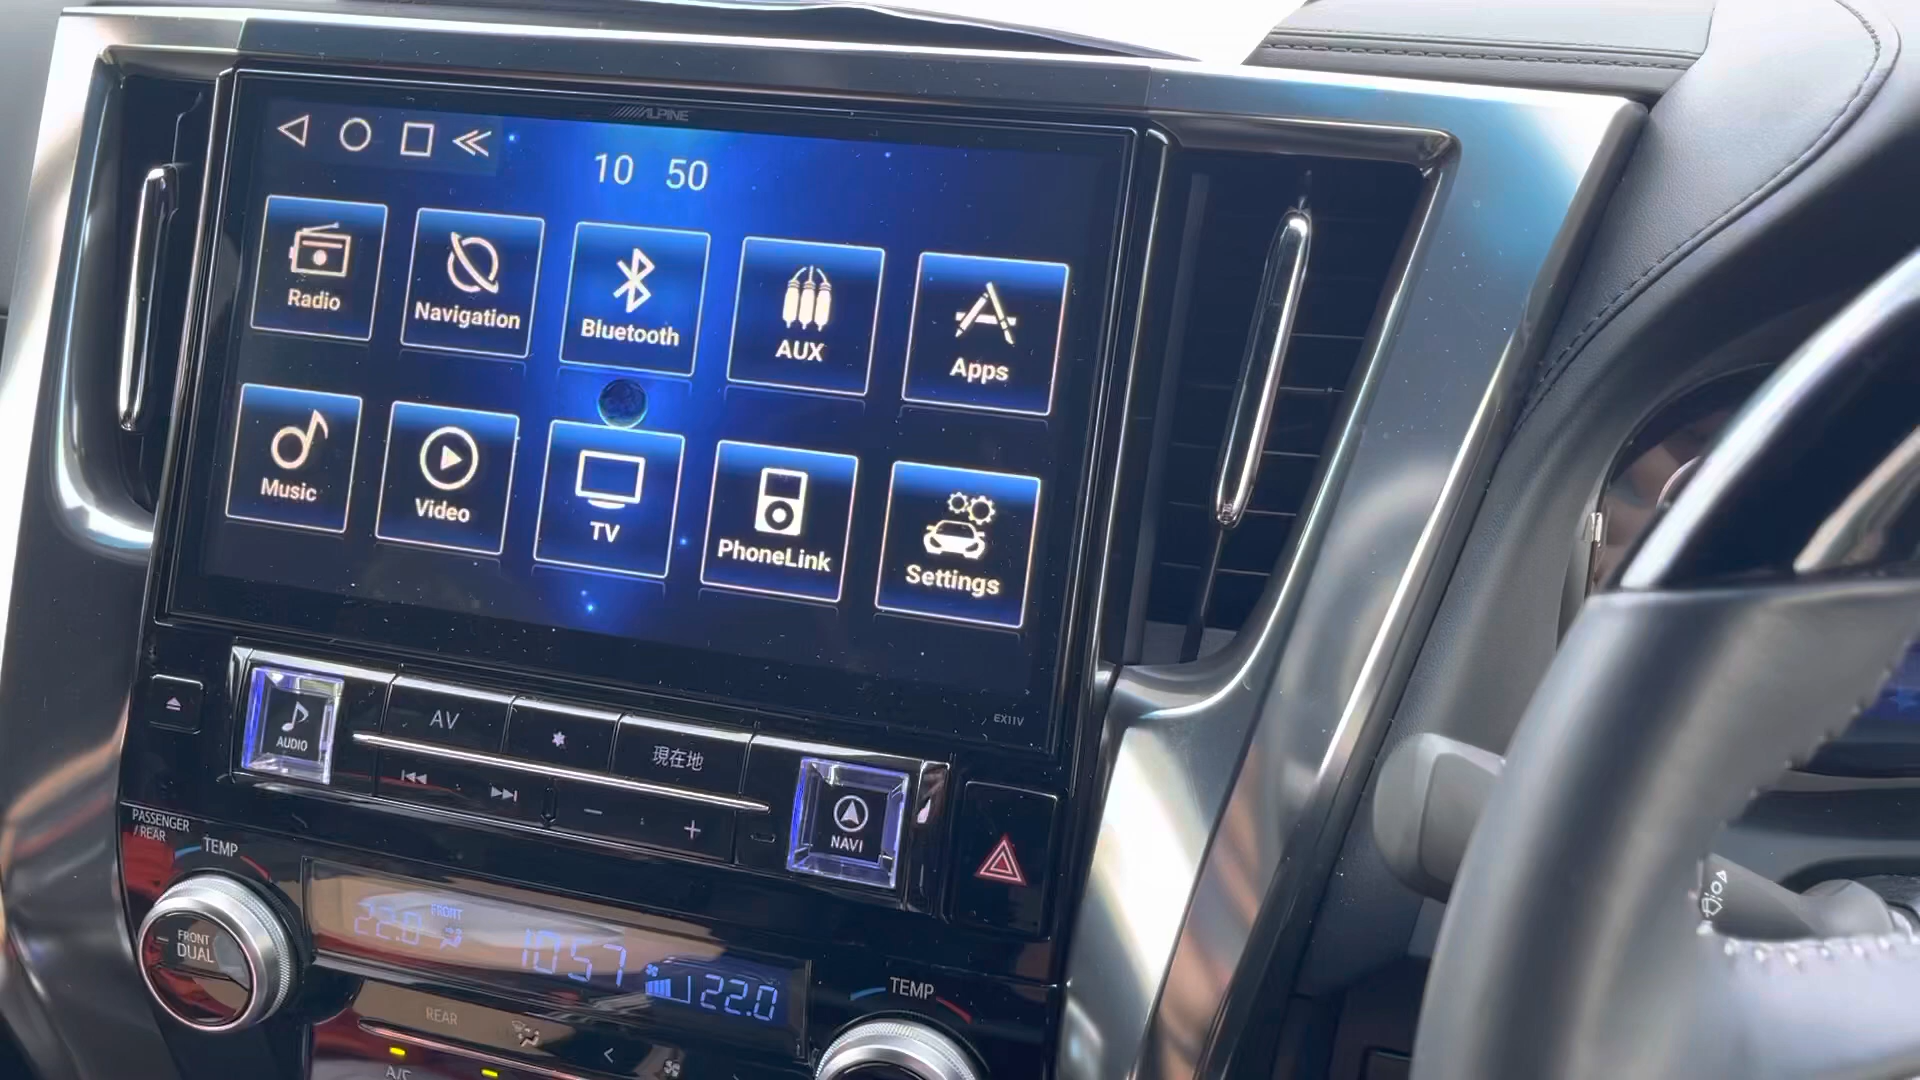 ALPINE
10 50
Radio
Navigation
Bluetooth
AUX
Apps
Music
Video
TV
PhoneLink
Settings
EX11V
AUDIO
AV
現在地
NAVI
PASSENGER
/ REAR
TEMP
FRONT
DUAL
22.0
FRONT
10 57
22.0
TEMP
REAR
A/C